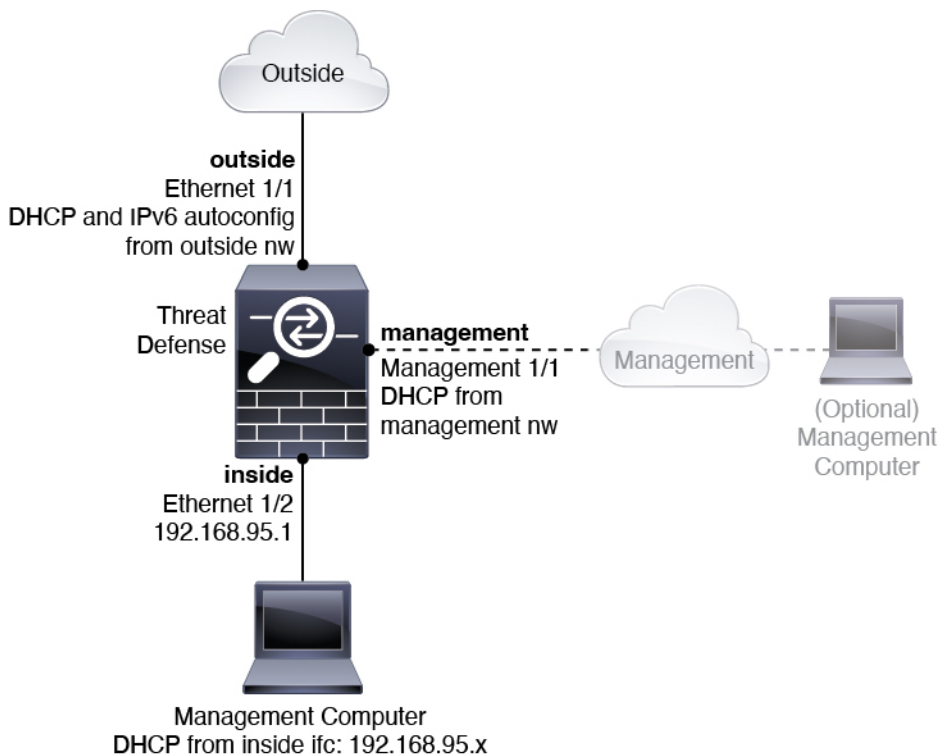 Outside
outside
Ethernet 1/1
DHCP and IPv6 autoconfig
from outside nw
Threat
Defense
management
Management 1/1
DHCP from
management nw
Management
(Optional)
Management
Computer
inside
Ethernet 1/2
192.168.95.1
Management Computer
DHCP from inside ifc: 192.168.95.x